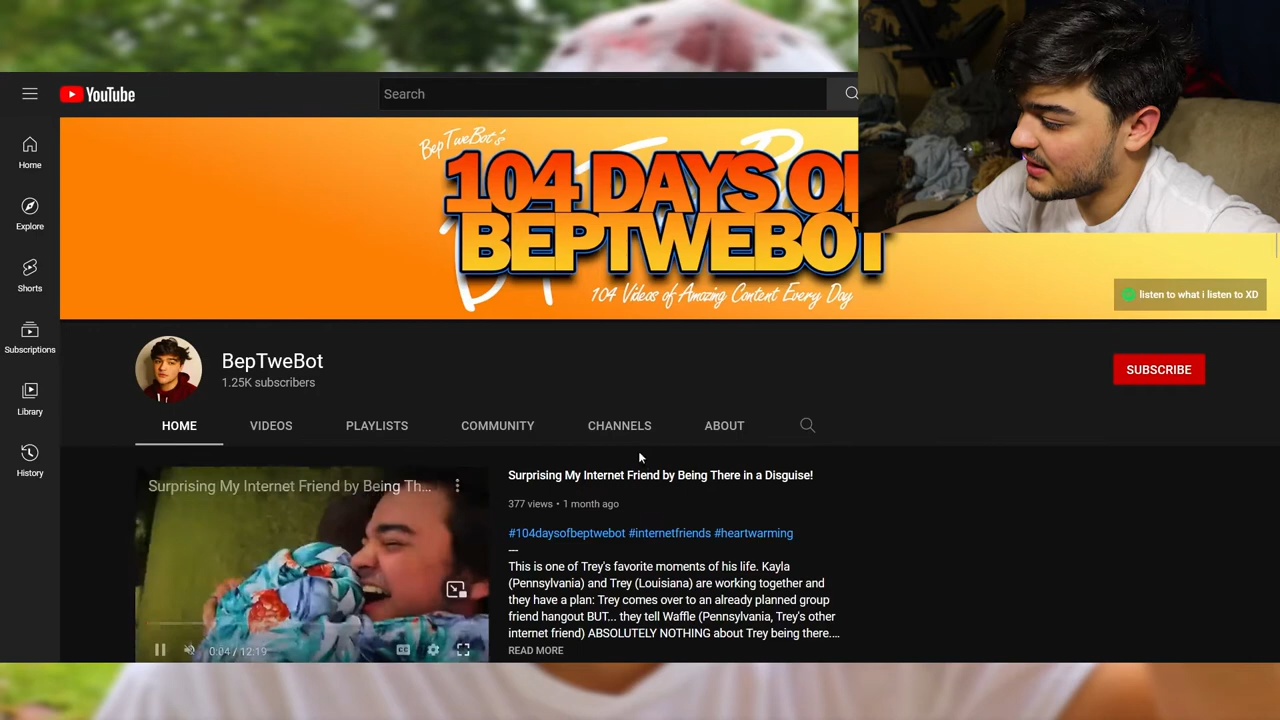 YouTube
Search
Home
Explore
Shorts
Subscriptions
Library
History
BepTweBot's
104 DAYS OF
BEPTWEBOT
104 Videos of Amazing Content Every Day
listen to what i listen to XD
BepTweBot
1.25K subscribers
SUBSCRIBE
HOME VIDEOS PLAYLISTS COMMUNITY CHANNELS ABOUT
Surprising My Internet Friend by Being Th...
0:04 / 12:19
Surprising My Internet Friend by Being There in a Disguise!
377 views • 1 month ago
#104daysofbeptwebot #internetfriends #heartwarming
---
This is one of Trey's favorite moments of his life. Kayla
(Pennsylvania) and Trey (Louisiana) are working together and
they have a plan: Trey comes over to an already planned group
friend hangout BUT... they tell Waffle (Pennsylvania, Trey's other
internet friend) ABSOLUTELY NOTHING about Trey being there....
READ MORE